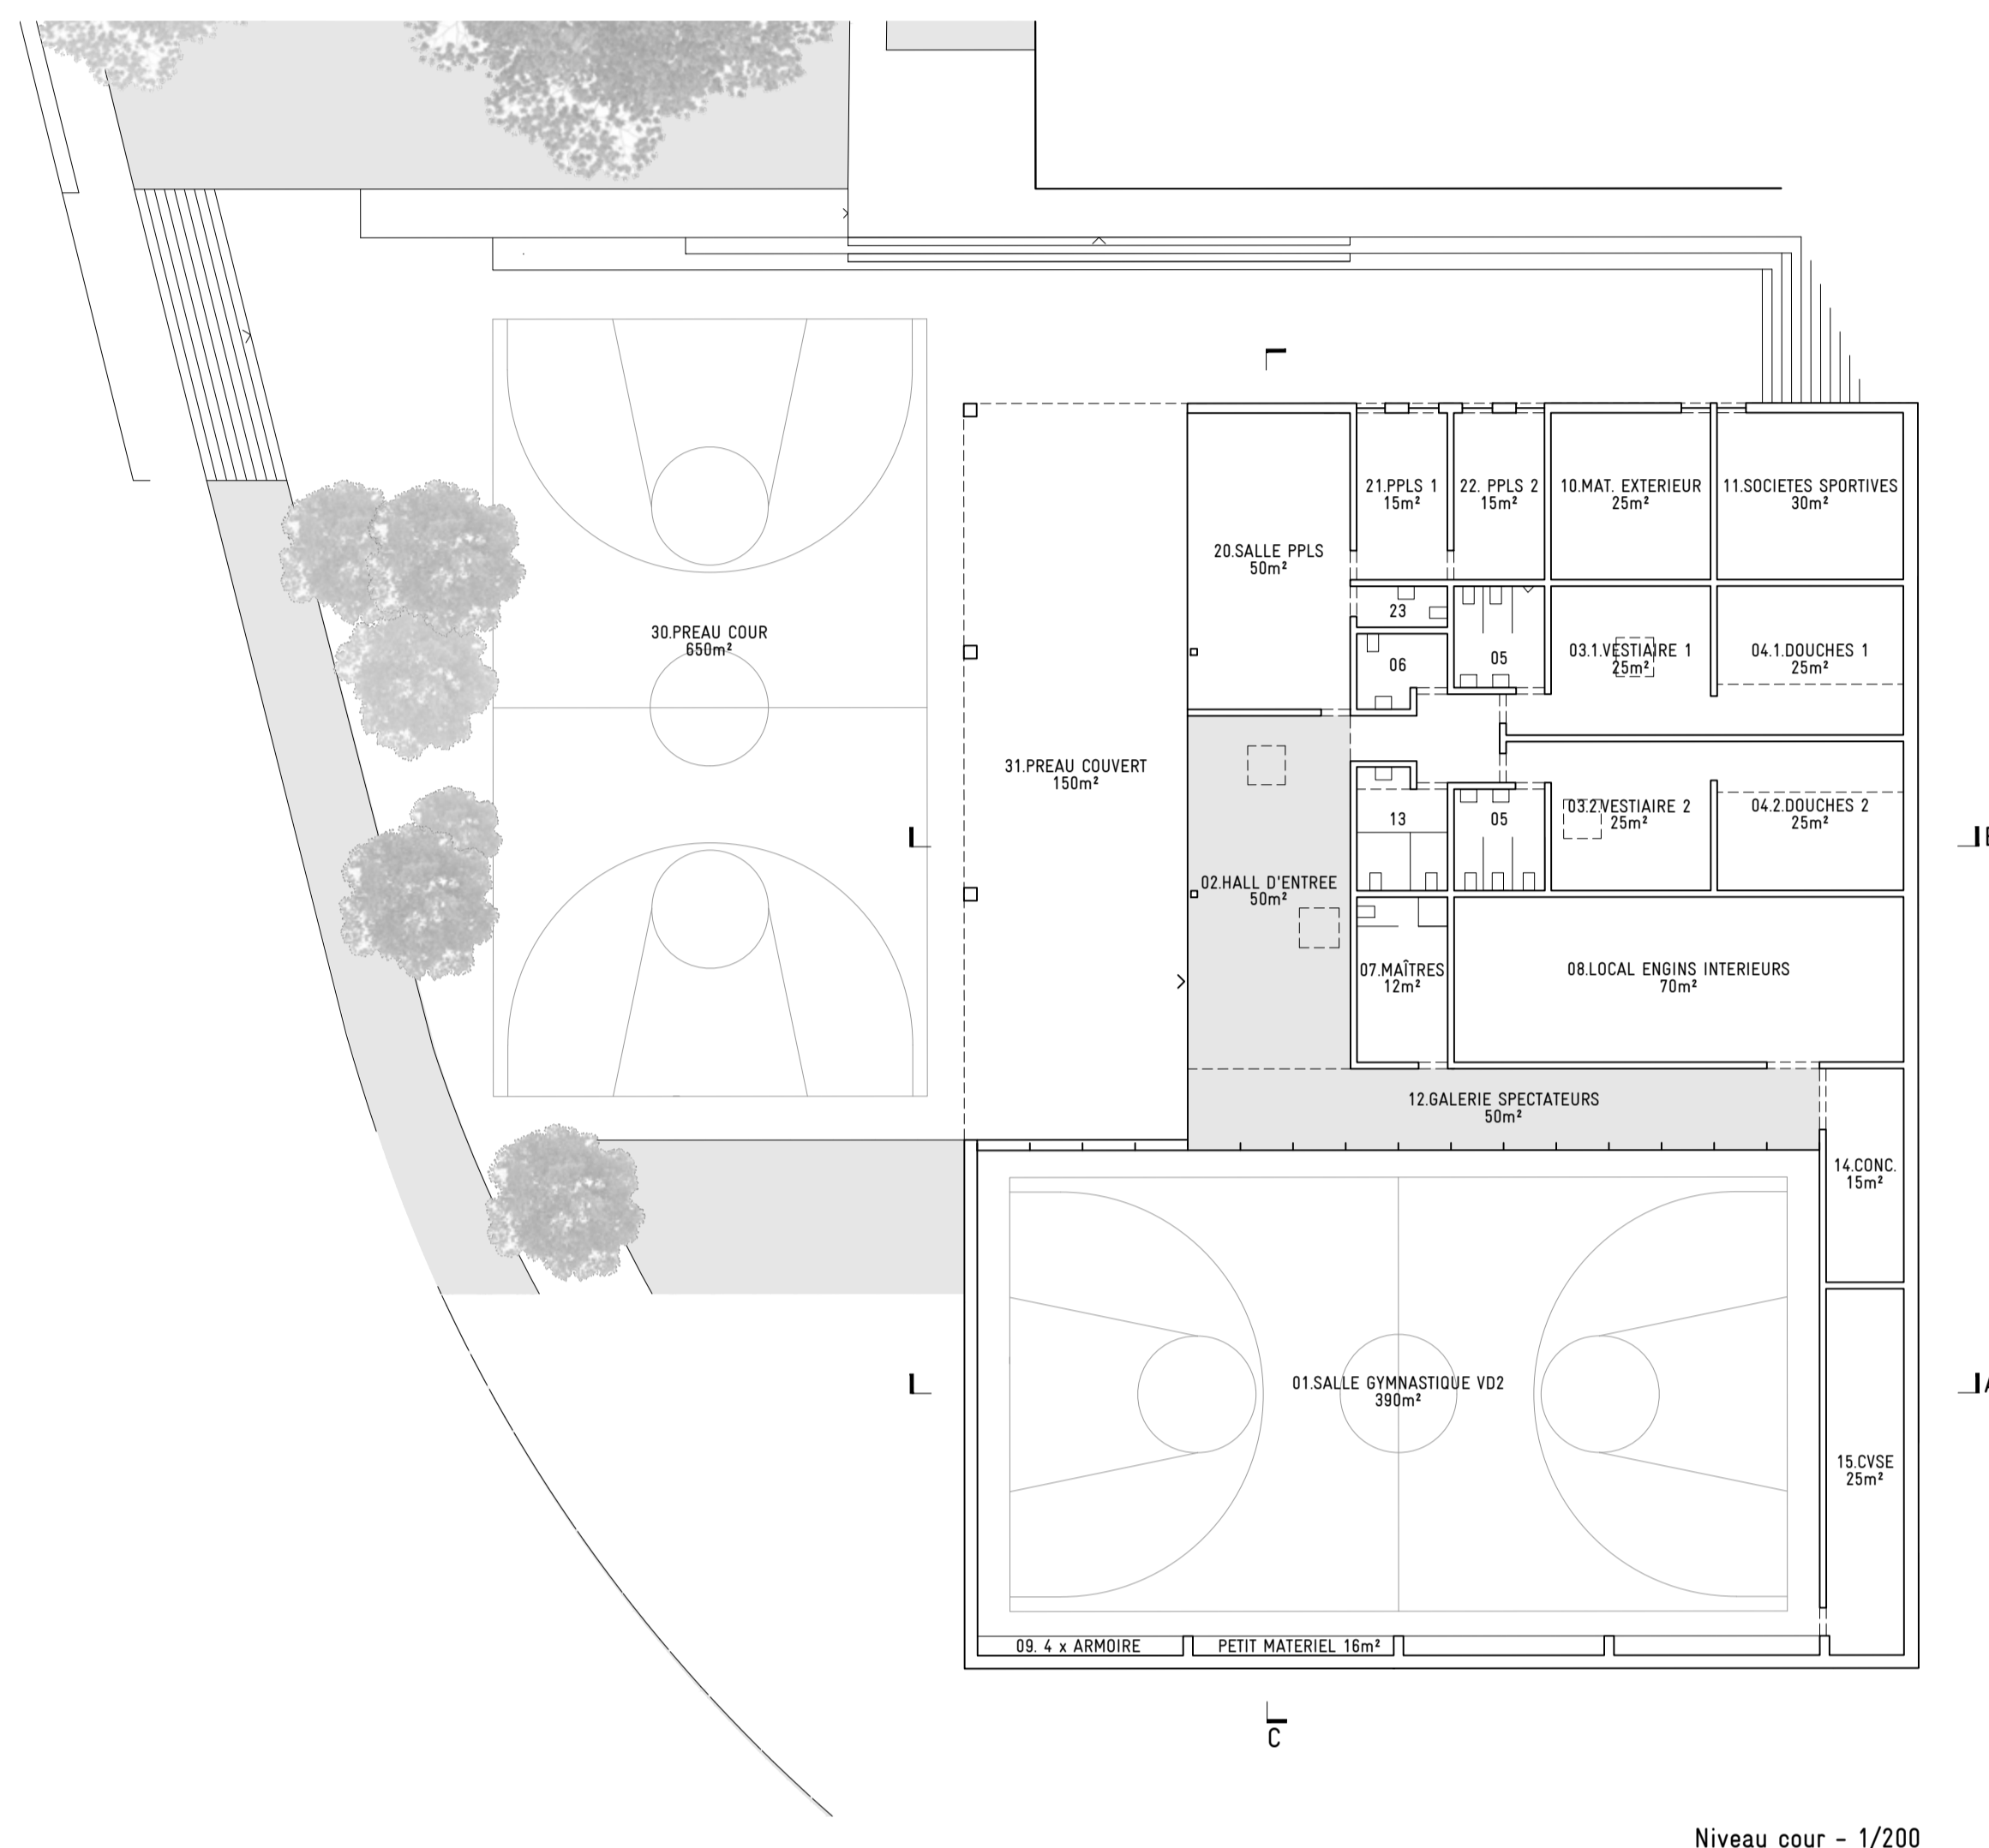 21.PPLS 1
15m²
22. PPLS 2
15m²
10.MAT. EXTERIEUR
25m²
11.SOCIETES SPORTIVES
30m²
20.SALLE PPLS
50m²
23
06
05
03.1.VESTIAIRE 1
25m²
04.1.DOUCHES 1
25m²
30.PREAU COUR
650m²
31.PREAU COUVERT
150m²
13
05
03.2.VESTIAIRE 2
25m²
04.2.DOUCHES 2
25m²
B
02.HALL D'ENTREE
50m²
07.MAÎTRES
12m²
08.LOCAL ENGINS INTERIEURS
70m²
12.GALERIE SPECTATEURS
50m²
14.CONC.
15m²
01.SALLE GYMNASTIQUE VD2
390m²
A
15.CVSE
25m²
09. 4 x ARMOIRE
PETIT MATERIEL 16m²
C
Niveau cour - 1/200